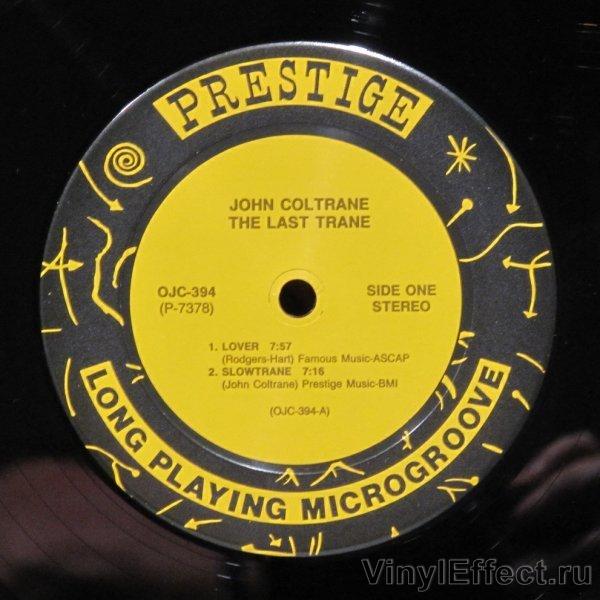 PRESTIGE
JOHN COLTRANE
THE LAST TRANE
OJC-394
(P-7378)
SIDE ONE
STEREO
1. LOVER 7:57
(Rodgers-Hart) Famous Music-ASCAP
2. SLOWTRANE 7:16
(John Coltrane) Prestige Music-BMI
(OJC-394-A)
LONG PLAYING MICROGROOVE
VinylEffect.ru